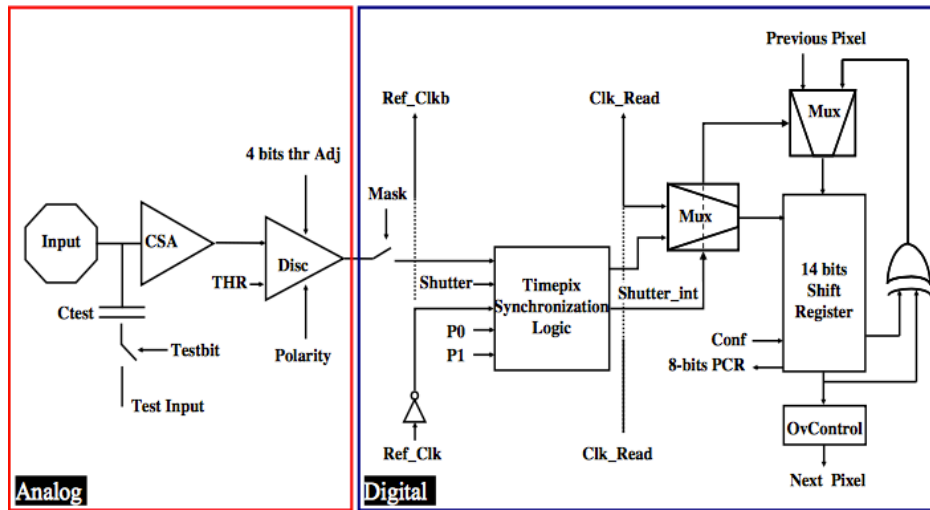 Previous Pixel
Ref_Clkb
Clk_Read
Mux
4 bits thr Adj
Mask
Input
CSA
Disc
Mux
THR
Shutter
Timepix
Synchronization
Logic
Shutter_int
14 bits
Shift
Register
Ctest
P0
P1
Testbit
Polarity
Conf
8-bits PCR
Test Input
OvControl
Ref_Clk
Clk_Read
Next Pixel
Analog
Digital